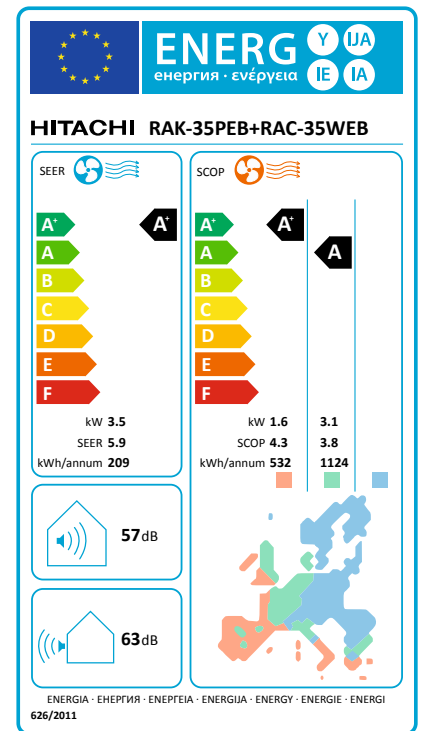 ENERG Y IJA
енергия · ενέργεια IE IA
HITACHI RAK-35PEB+RAC-35WEB
SEER
A+ A+
A
B
C
D
E
F
kW 3.5
SEER 5.9
kWh/annum 209
SCOP
A+ A+
A A
B
C
D
E
F
kW 1.6 3.1
SCOP 4.3 3.8
kWh/annum 532 1124
57dB
63dB
ENERGIA · ЕНЕРГИЯ · ΕΝΕΡΓΕΙΑ · ENERGIJA · ENERGY · ENERGIE · ENERGI
626/2011